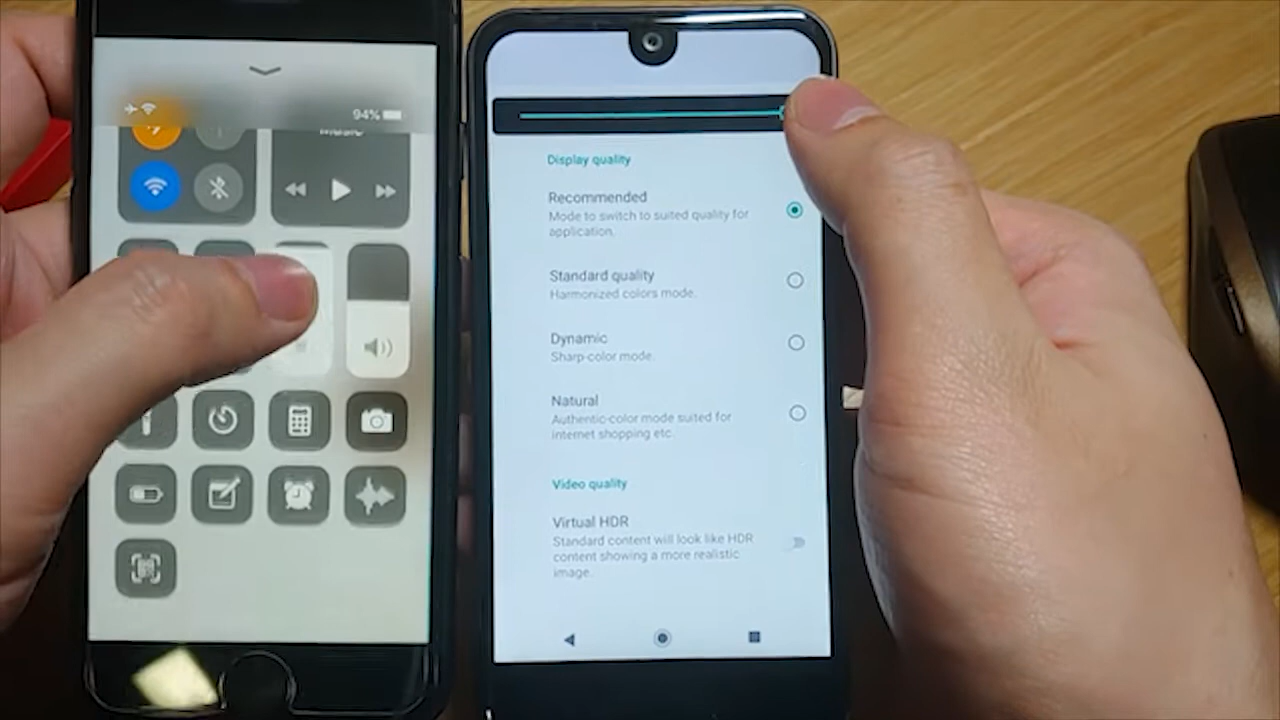 94%
Display quality
Recommended
Mode to switch to suited quality for
application.
Standard quality
Harmonized colors mode.
Dynamic
Sharp-color mode.
Natural
Authentic-color mode suited for
internet shopping etc.
Video quality
Virtual HDR
Standard content will look like HDR
content showing a more realistic
image.